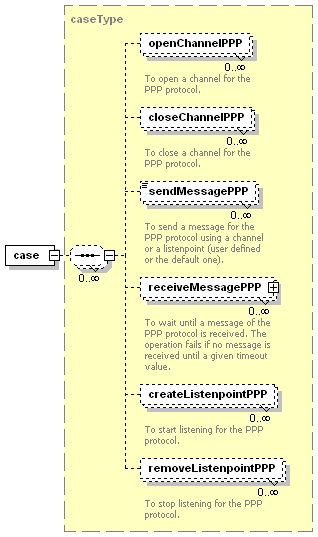 caseType
openChannelPPP
0..∞
To open a channel for the
PPP protocol.
closeChannelPPP
0..∞
To close a channel for the
PPP protocol.
sendMessagePPP
0..∞
To send a message for the
PPP protocol using a channel
or a listenpoint (user defined
or the default one).
case
0..∞
receiveMessagePPP
0..∞
To wait until a message of the
PPP protocol is received. The
operation fails if no message is
received until a given timeout
value.
createListenpointPPP
0..∞
To start listening for the PPP
protocol.
removeListenpointPPP
0..∞
To stop listening for the PPP
protocol.